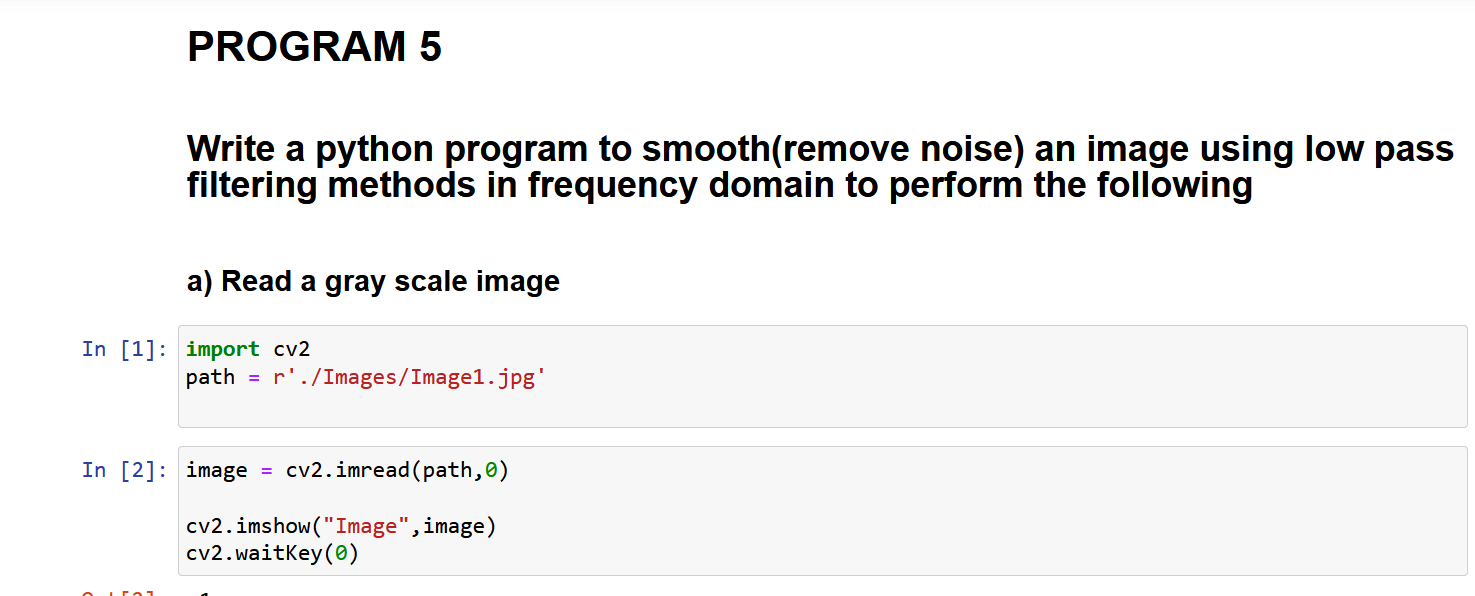 PROGRAM 5
Write a python program to smooth(remove noise) an image using low pass
filtering methods in frequency domain to perform the following
a) Read a gray scale image
In [1]: import cv2
path = r'./Images/Image1.jpg'
In [2]: image = cv2.imread(path,0)
cv2.imshow("Image",image)
cv2.waitKey(0)